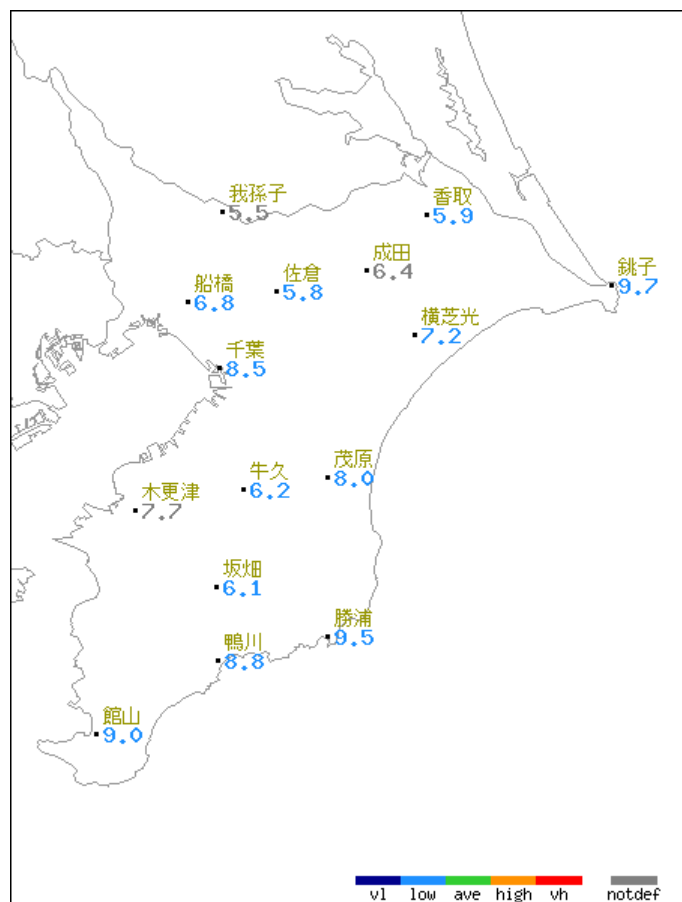 我孫子
5.5
香取
5.9
成田
6.4
佐倉
5.8
船橋
6.8
銚子
9.7
横芝光
7.2
千葉
8.5
茂原
8.0
牛久
6.2
木更津
7.7
坂畑
6.1
勝浦
9.5
鴨川
8.8
館山
9.0
vl low ave high vh notdef